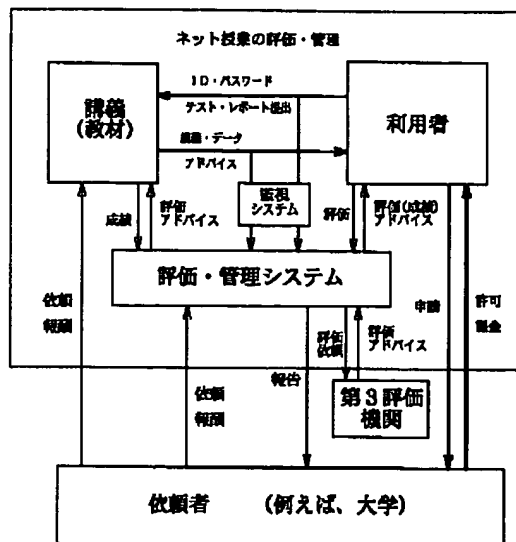 ネット授業の評価・管理
講義
(教材)
ID・パスワード
テスト・レポート提出
講義・データ
アドバイス
利用者
監視
システム
成績
評価
アドバイス
評価
評価(成績)
アドバイス
評価・管理システム
依頼
報酬
依頼
報酬
報告
評価
依頼
評価
アドバイス
申請
許可
課金
第3評価
機関
依頼者 (例えば、大学)